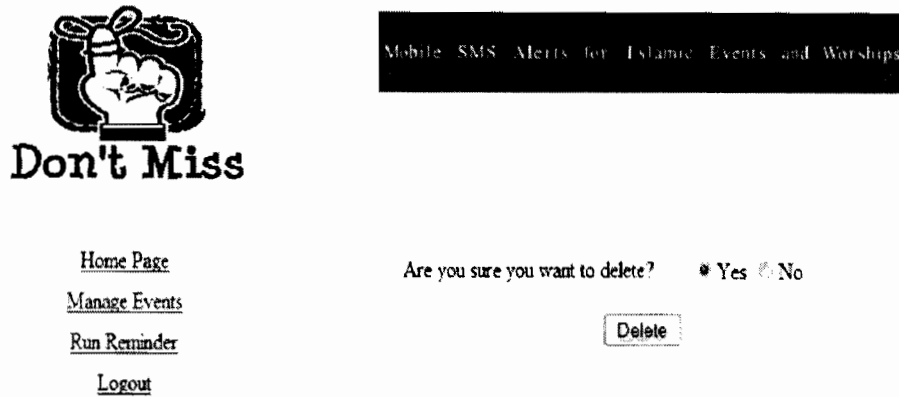 Mobile SMS Alerts for Islamic Events and Worships
Don't Miss
Home Page
Manage Events
Run Reminder
Logout
Are you sure you want to delete? Yes No
Delete